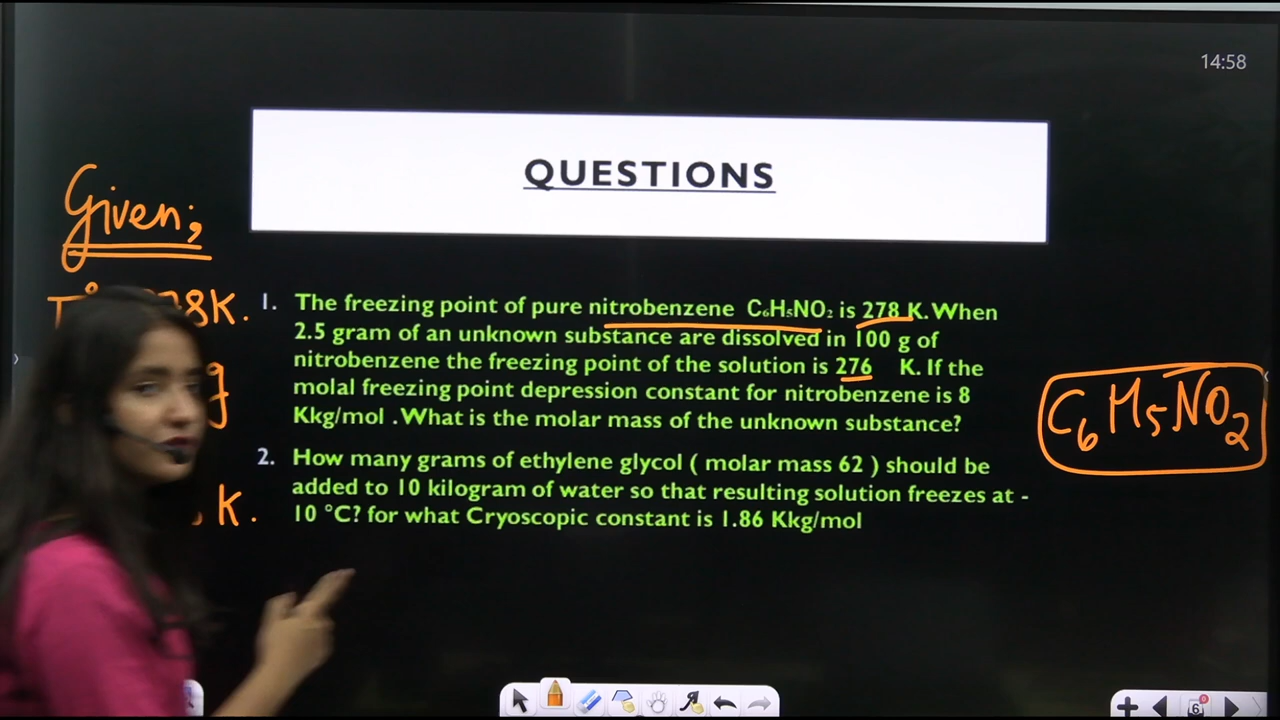 14:58
QUESTIONS
Given;
K.
K.
1. The freezing point of pure nitrobenzene C₆H₅NO₂ is 278 K. When
2.5 gram of an unknown substance are dissolved in 100 g of
nitrobenzene the freezing point of the solution is 276 K. If the
molal freezing point depression constant for nitrobenzene is 8
Kkg/mol .What is the molar mass of the unknown substance?
2. How many grams of ethylene glycol ( molar mass 62 ) should be
added to 10 kilogram of water so that resulting solution freezes at -
10 °C? for what Cryoscopic constant is 1.86 Kkg/mol
C₆H₅NO₂